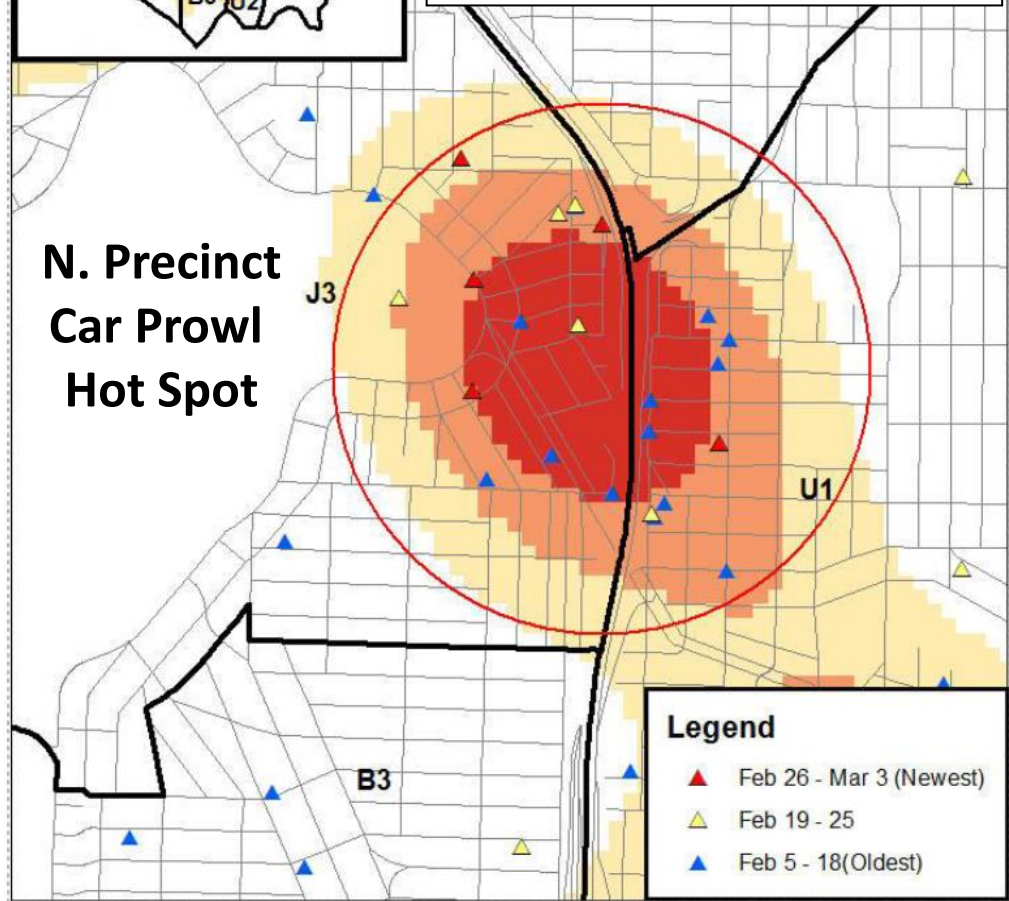 U2
N. Precinct
Car Prowl
Hot Spot
J3
U1
B3
Legend
Feb 26 - Mar 3 (Newest)
Feb 19 - 25
Feb 5 - 18(Oldest)